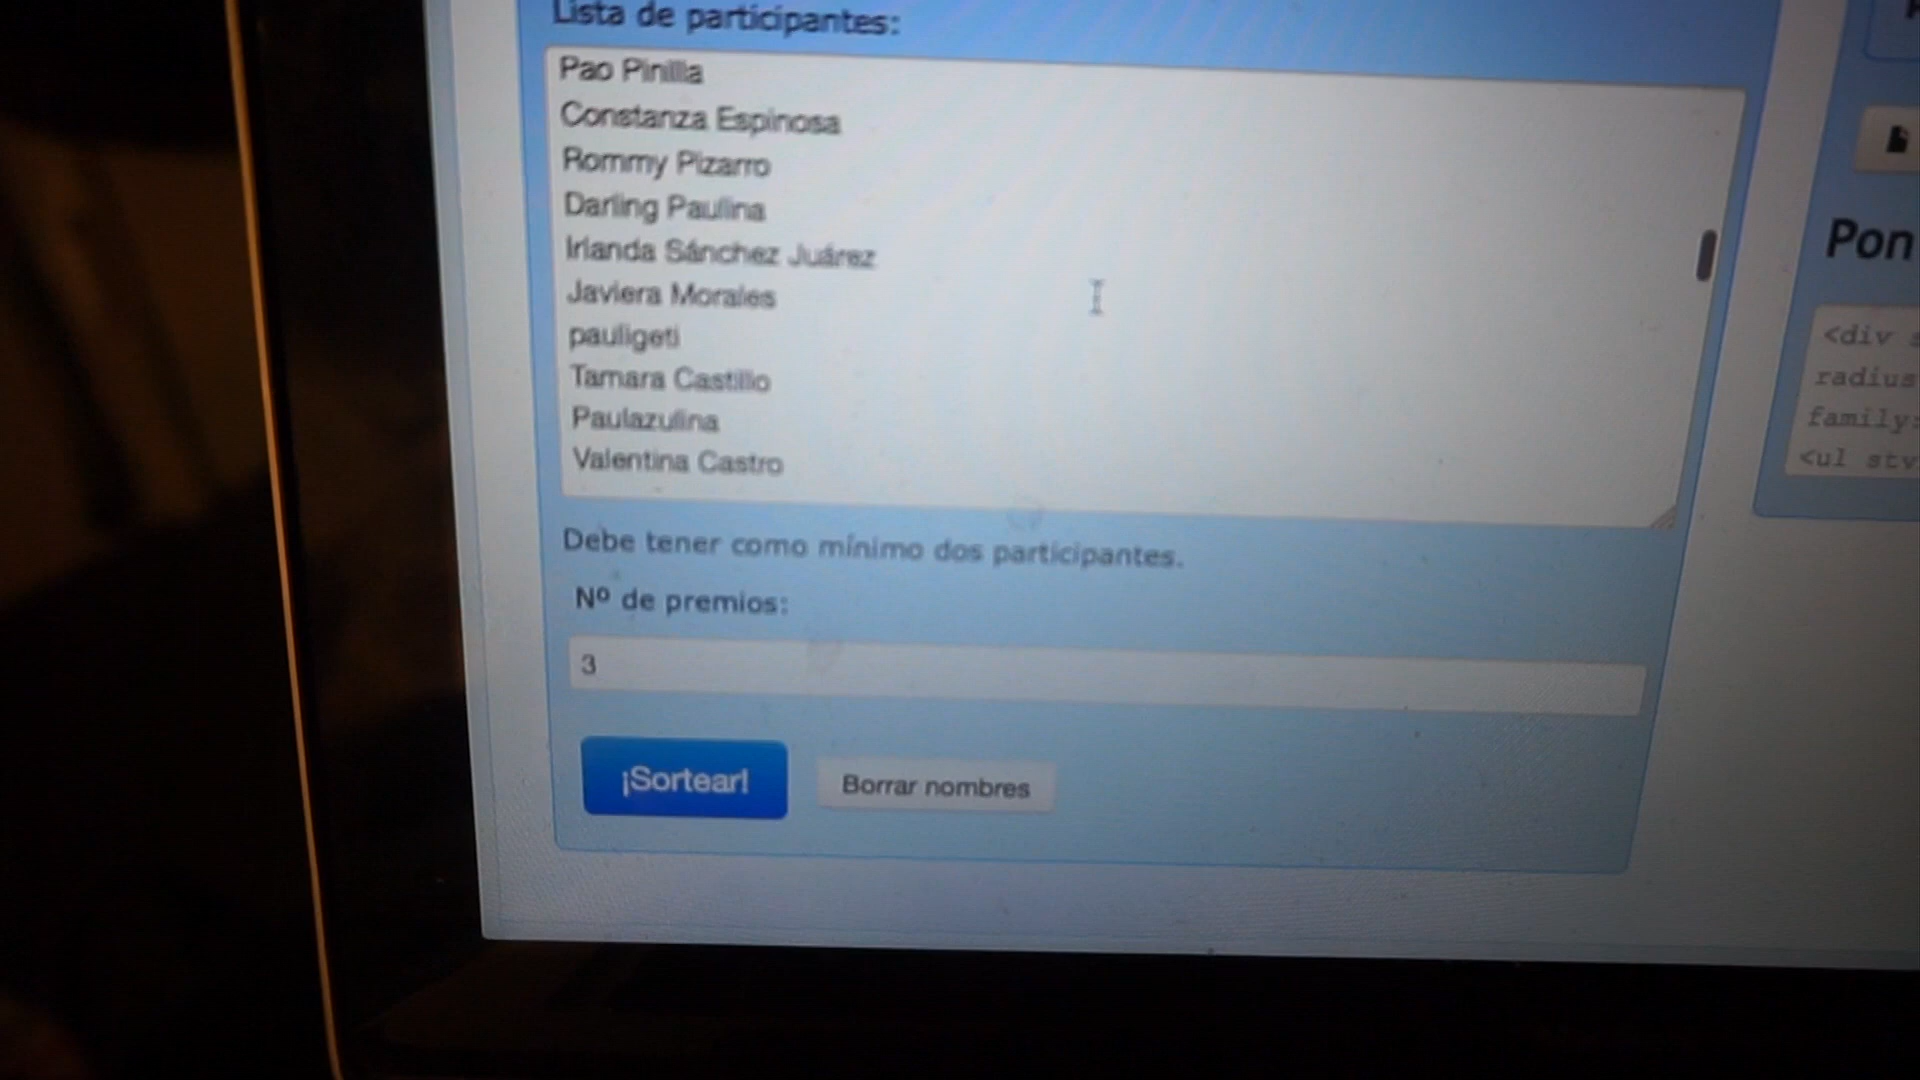 Lista de participantes:
Pao Pinilla
Constanza Espinosa
Rommy Pizarro
Darling Paulina
Irlanda Sánchez Juárez
Javiera Morales
pauligeti
Tamara Castillo
Paulazulina
Valentina Castro
Debe tener como mínimo dos participantes.
Nº de premios:
3
¡Sortear!
Borrar nombres
Pon
<div
radius
family:
<ul